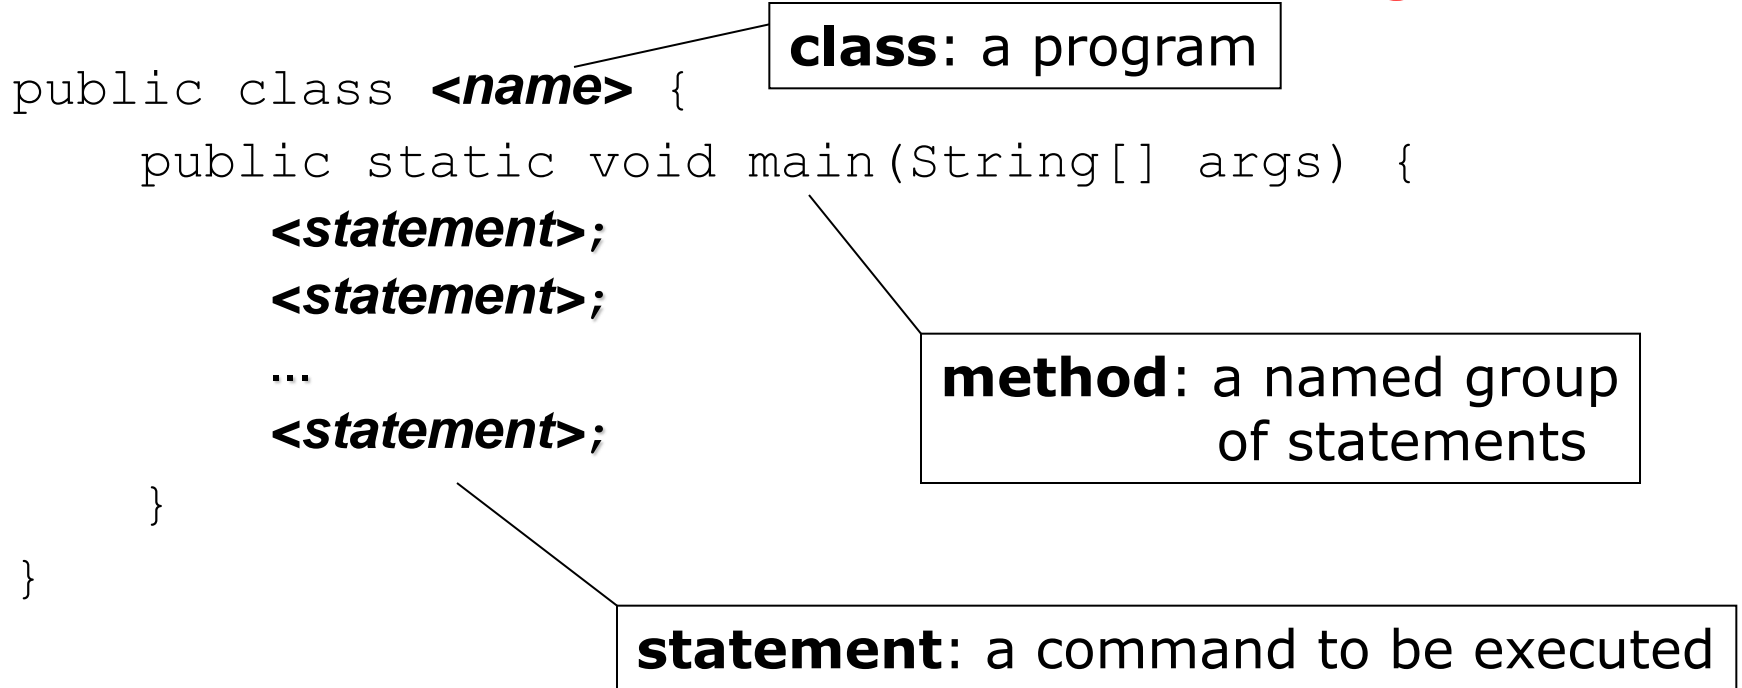 class: a program
public class <name> {
public static void main(String[] args) {
<statement>;
<statement>;
...
<statement>;
method: a named group
of statements
}
}
statement: a command to be executed